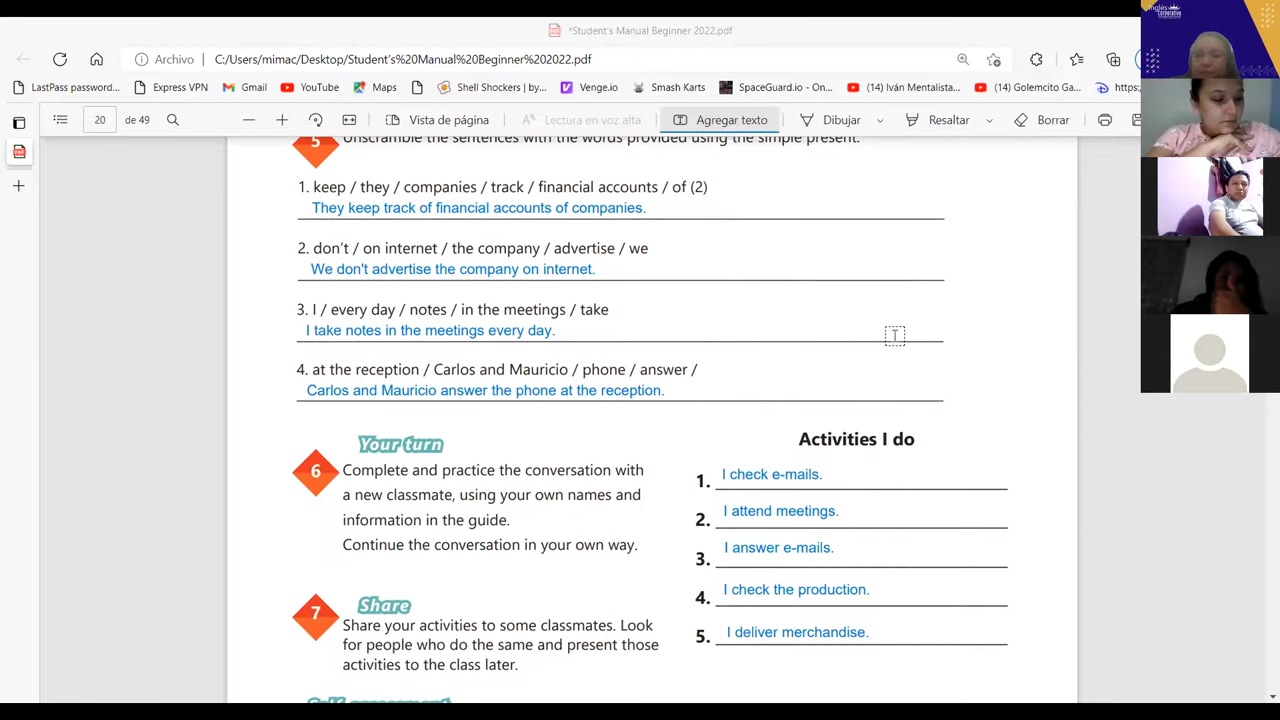 *Student's Manual Beginner 2022.pdf
Archivo C:/Users/mimac/Desktop/Student's%20Manual%20Beginner%202022.pdf
LastPass password... Express VPN Gmail YouTube Maps Shell Shockers | by... Venge.io Smash Karts SpaceGuard.io - On... (14) Iván Mentalista... (14) Golemcito Ga... https:
20 de 49 Vista de página Lectura en voz alta Agregar texto Dibujar Resaltar Borrar
5 Unscramble the sentences with the words provided using the simple present.
1. keep / they / companies / track / financial accounts / of (2)
They keep track of financial accounts of companies.
2. don't / on internet / the company / advertise / we
We don't advertise the company on internet.
3. I / every day / notes / in the meetings / take
I take notes in the meetings every day.
4. at the reception / Carlos and Mauricio / phone / answer /
Carlos and Mauricio answer the phone at the reception.
6 Your turn
Complete and practice the conversation with
a new classmate, using your own names and
information in the guide.
Continue the conversation in your own way.
7 Share
Share your activities to some classmates. Look
for people who do the same and present those
activities to the class later.
Self-assessment
Activities I do
1. I check e-mails.
2. I attend meetings.
3. I answer e-mails.
4. I check the production.
5. I deliver merchandise.
Inglés
corporativo